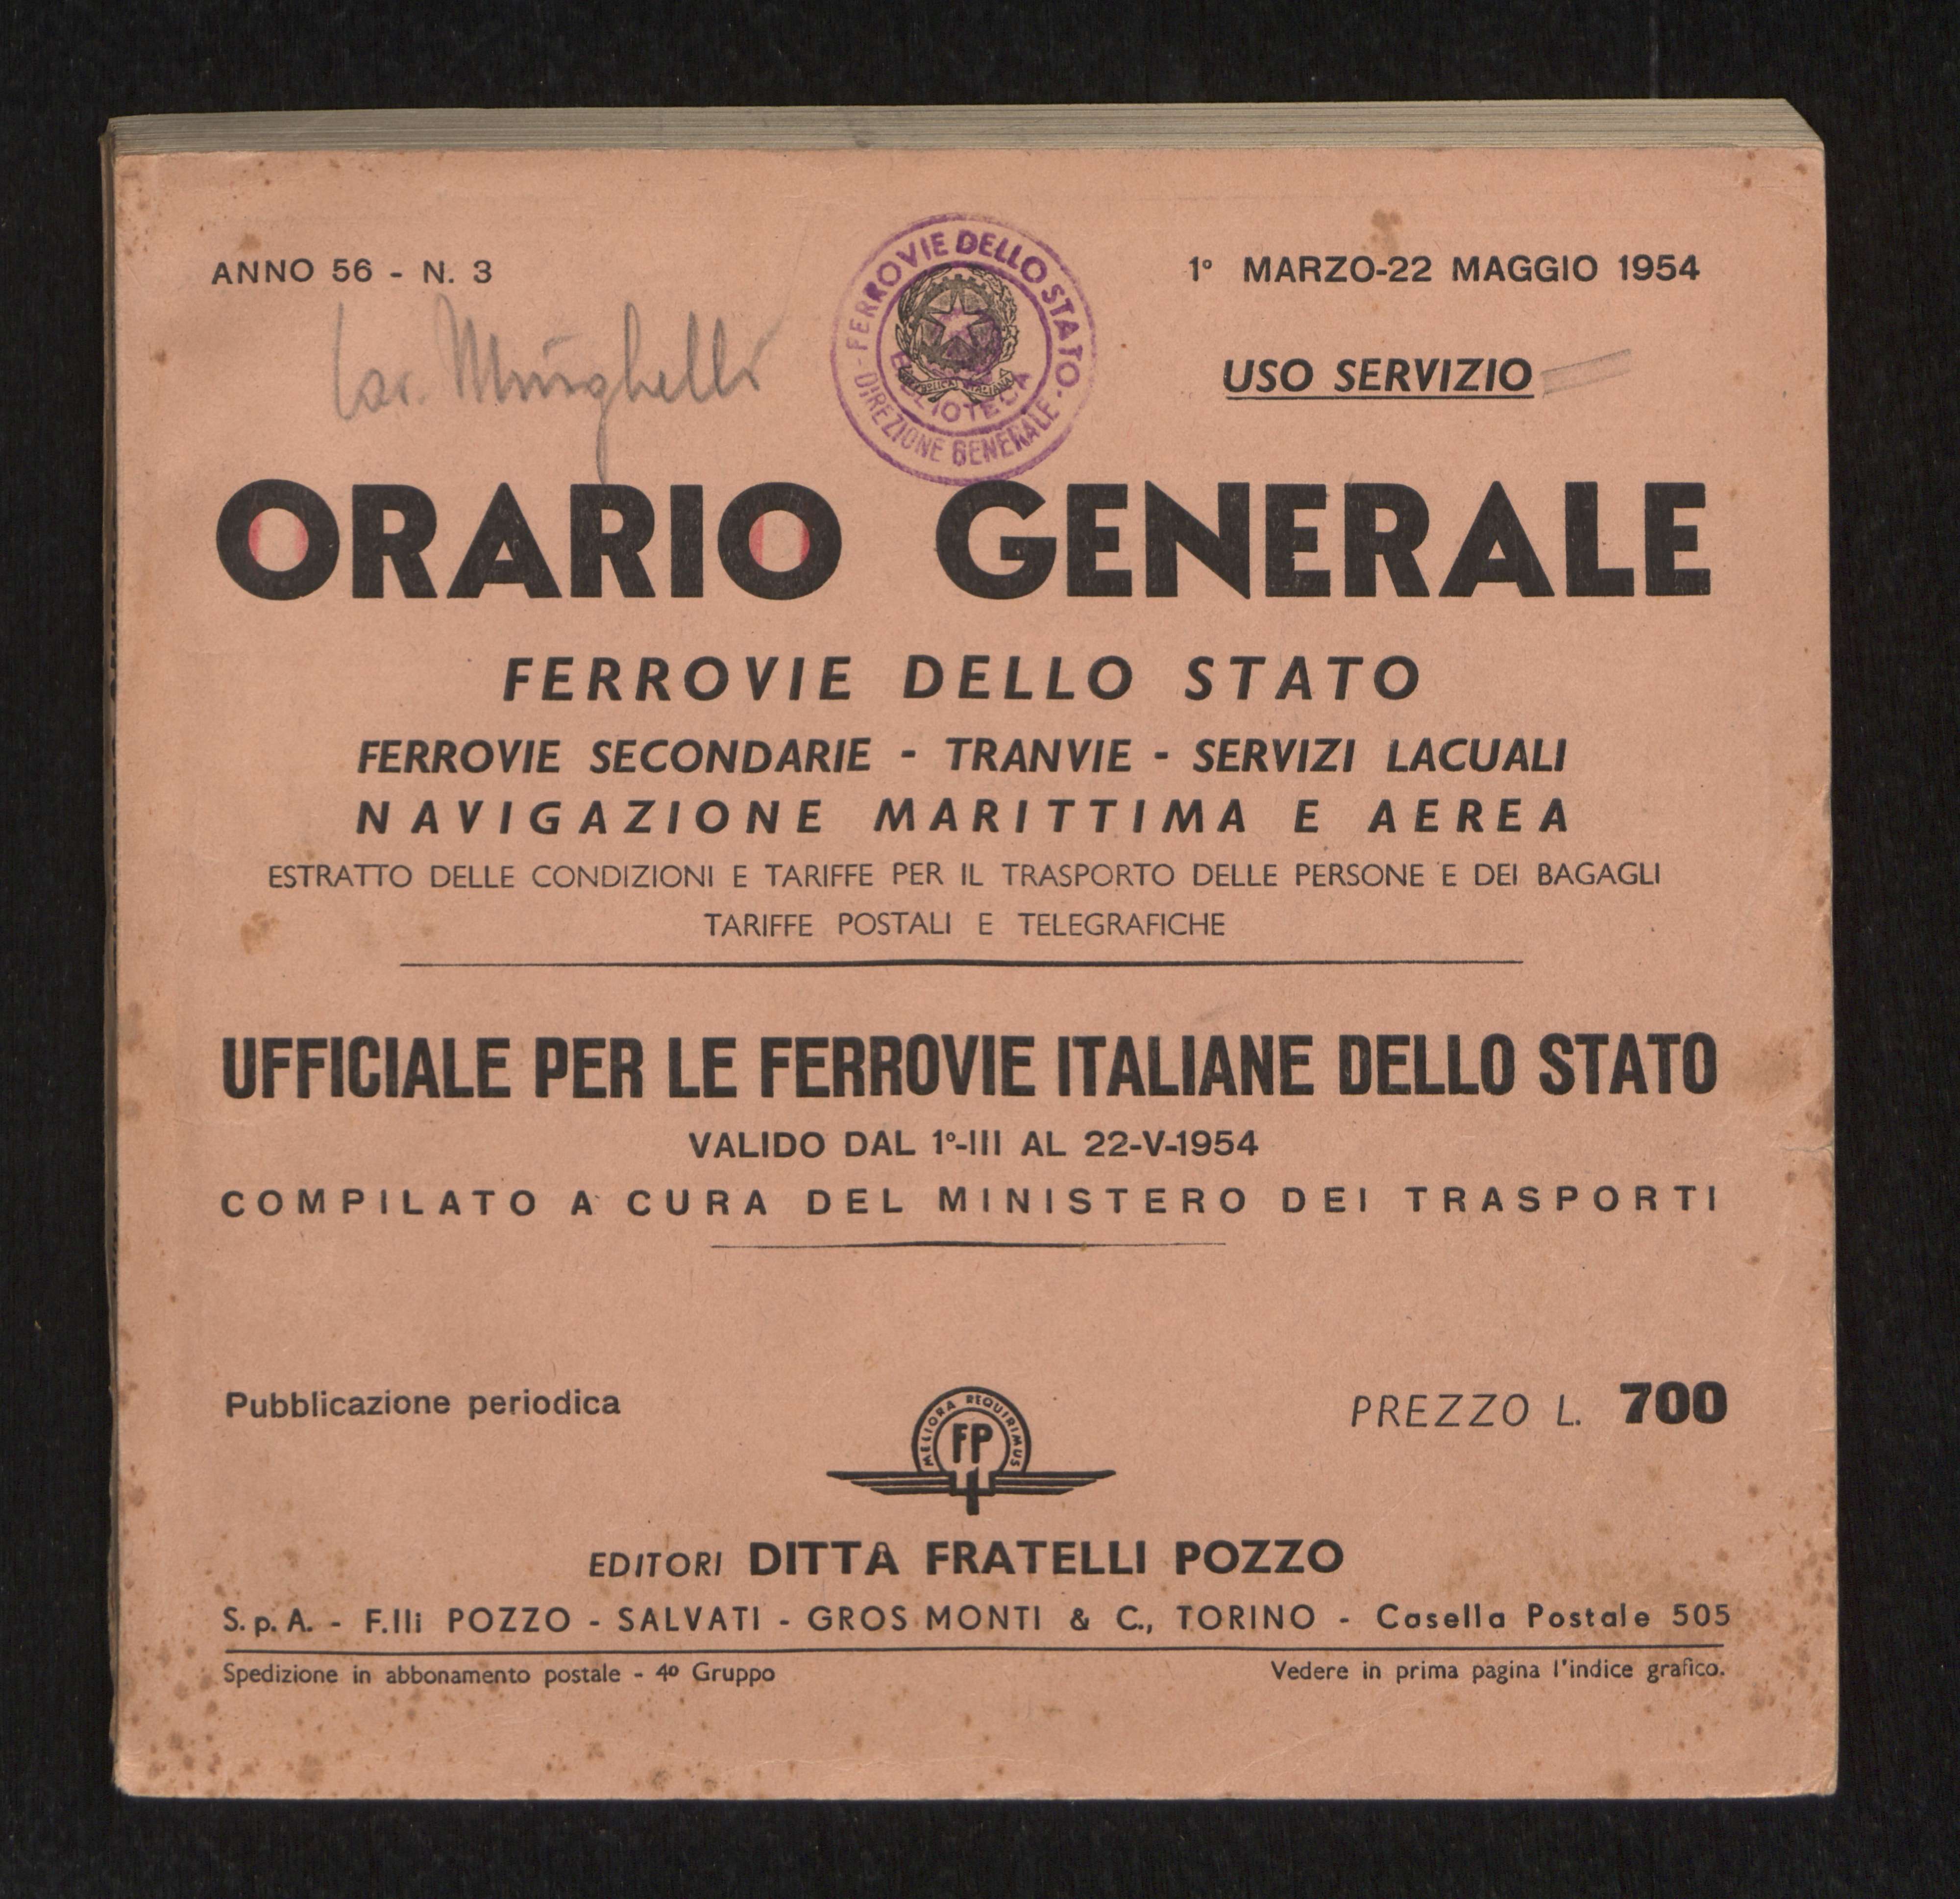 ANNO 56 - N. 3
1° MARZO-22 MAGGIO 1954
FERROVIE DELLO STATO
BIBLIOTECA
DIREZIONE GENERALE
USO SERVIZIO
ORARIO GENERALE
FERROVIE DELLO STATO
FERROVIE SECONDARIE - TRANVIE - SERVIZI LACUALI
NAVIGAZIONE MARITTIMA E AEREA
ESTRATTO DELLE CONDIZIONI E TARIFFE PER IL TRASPORTO DELLE PERSONE E DEI BAGAGLI
TARIFFE POSTALI E TELEGRAFICHE
UFFICIALE PER LE FERROVIE ITALIANE DELLO STATO
VALIDO DAL 1°-III AL 22-V-1954
COMPILATO A CURA DEL MINISTERO DEI TRASPORTI
Pubblicazione periodica
MELIORA REQUIRIMUS
FP
PREZZO L. 700
EDITORI DITTA FRATELLI POZZO
S.p.A. - F.lli POZZO - SALVATI - GROS MONTI & C., TORINO - Casella Postale 505
Spedizione in abbonamento postale - 4º Gruppo
Vedere in prima pagina l'indice grafico.